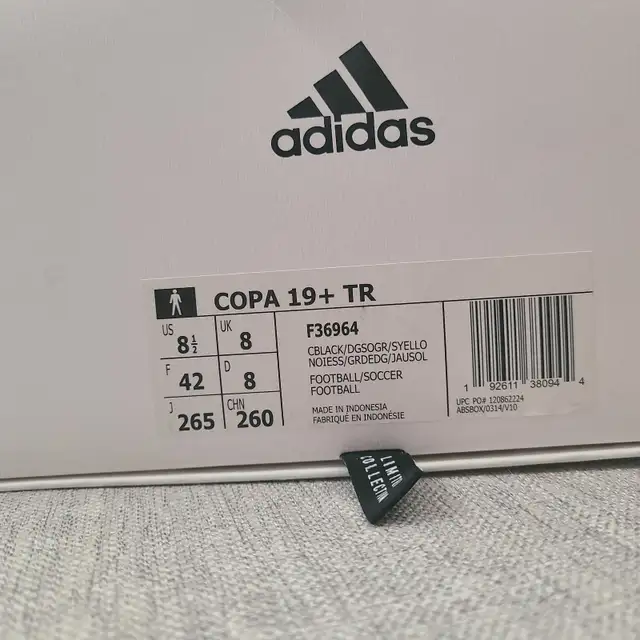 adidas
COPA 19+ TR
US 8½
UK 8
F 42
D 8
J 265
CHN 260
F36964
CBLACK/DGSOGR/SYELLO
NOIESS/GRDEDG/JAUSOL
FOOTBALL/SOCCER
FOOTBALL
MADE IN INDONESIA
FABRIQUÉ EN INDONÉSIE
1 92611 38094 4
UPC PO# 120862224
ABSBOX/0314/V10
LIMITED
COLLECTION